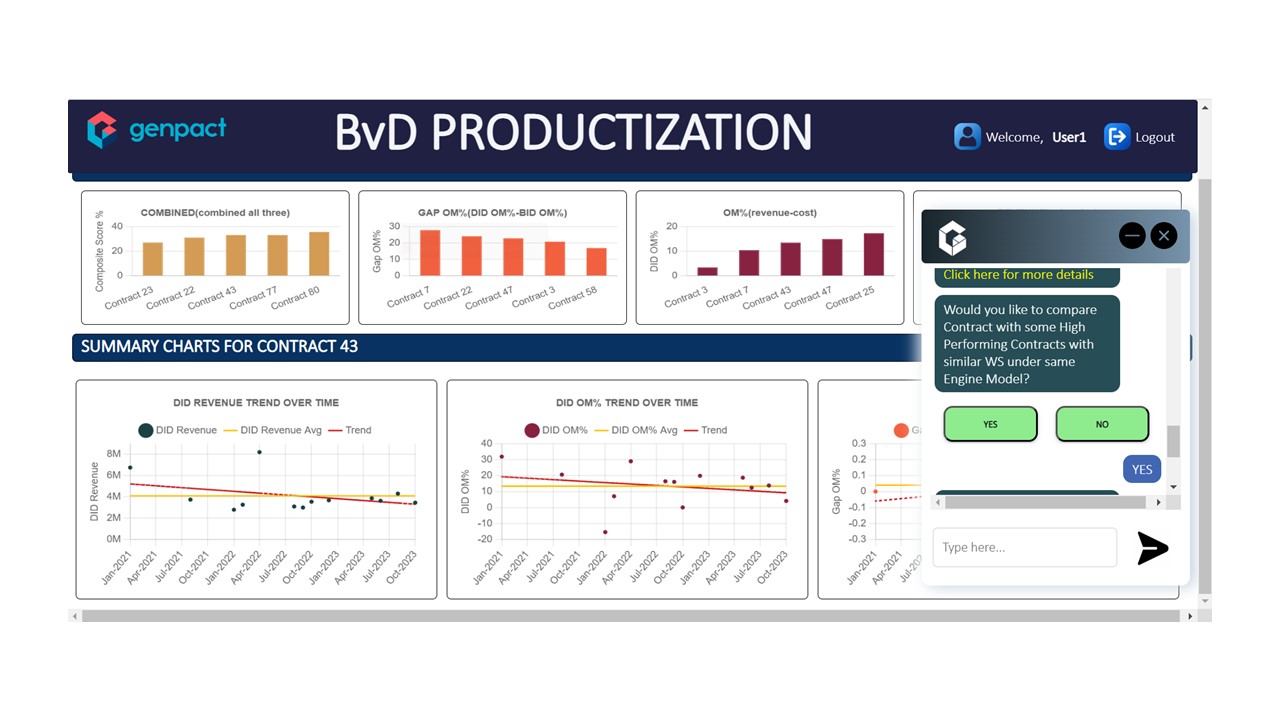 genpact
BvD PRODUCTIZATION
Welcome, User1
Logout
COMBINED(combined all three)
Composite Score %
40
20
0
Contract 23
Contract 22
Contract 43
Contract 77
Contract 80
GAP OM%(DID OM%-BID OM%)
Gap OM%
30
20
10
0
Contract 7
Contract 22
Contract 47
Contract 3
Contract 58
OM%(revenue-cost)
DID OM%
20
10
0
Contract 3
Contract 7
Contract 43
Contract 47
Contract 25
SUMMARY CHARTS FOR CONTRACT 43
DID REVENUE TREND OVER TIME
DID Revenue DID Revenue Avg Trend
DID Revenue
8M
6M
4M
2M
0M
Jan-2021
Apr-2021
Jul-2021
Oct-2021
Jan-2022
Apr-2022
Jul-2022
Oct-2022
Jan-2023
Apr-2023
Jul-2023
Oct-2023
DID OM% TREND OVER TIME
DID OM% DID OM% Avg Trend
DID OM%
40
30
20
10
0
-10
-20
Jan-2021
Apr-2021
Jul-2021
Oct-2021
Jan-2022
Apr-2022
Jul-2022
Oct-2022
Jan-2023
Apr-2023
Jul-2023
Oct-2023
Gap OM%
0.3
0.2
0.1
0
-0.1
-0.2
-0.3
Jan-2021
Apr-2021
Click here for more details
Would you like to compare
Contract with some High
Performing Contracts with
similar WS under same
Engine Model?
YES
NO
YES
Type here...